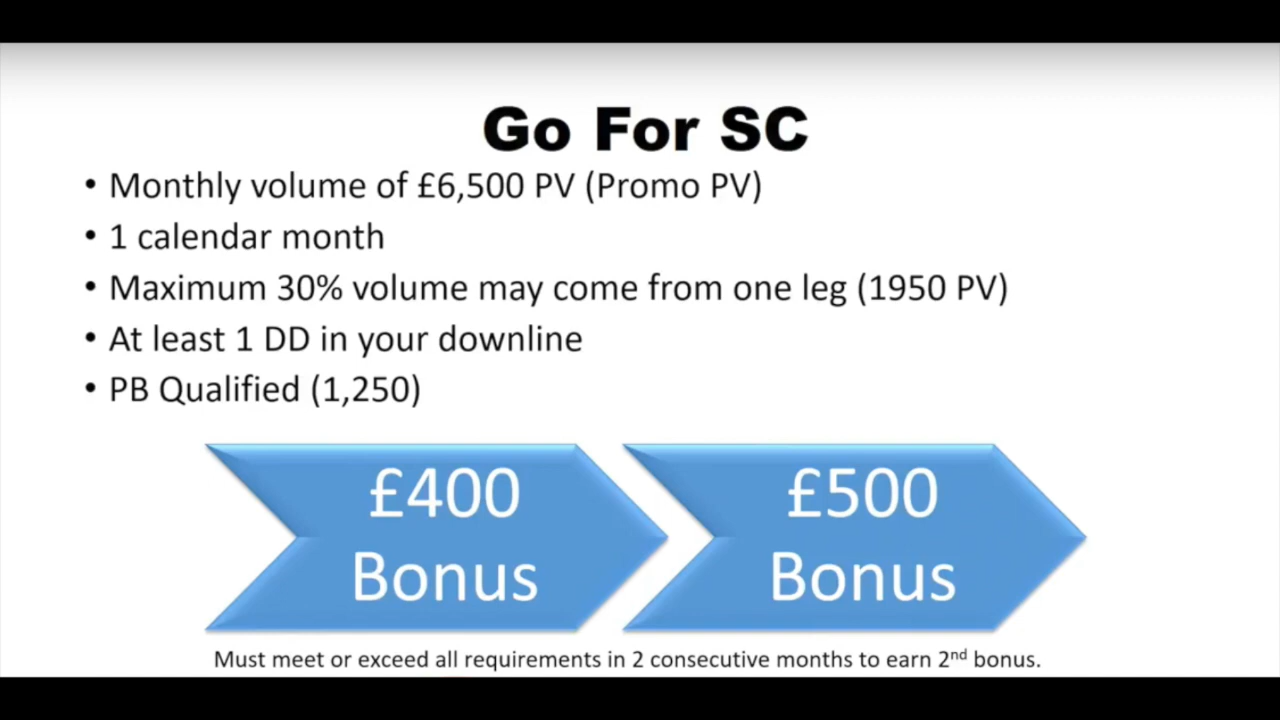 Go For SC
• Monthly volume of £6,500 PV (Promo PV)
• 1 calendar month
• Maximum 30% volume may come from one leg (1950 PV)
• At least 1 DD in your downline
• PB Qualified (1,250)
£400
Bonus
£500
Bonus
Must meet or exceed all requirements in 2 consecutive months to earn 2nd bonus.